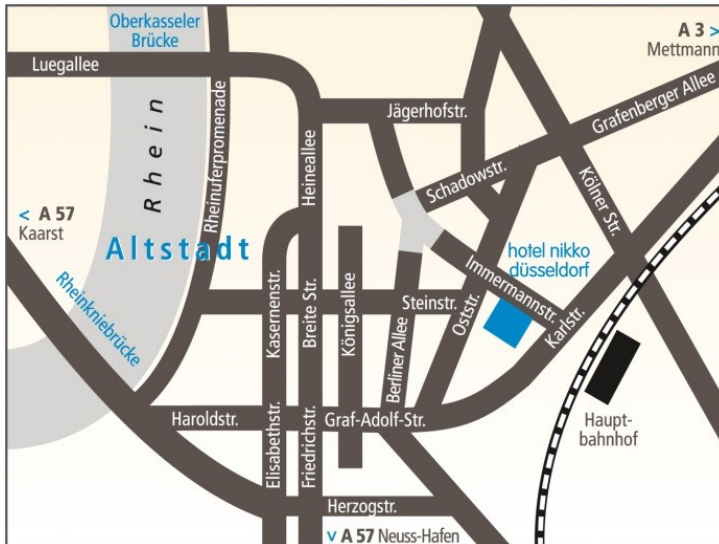 Oberkasseler
Brücke
A 3 >
Mettmann
Luegallee
Rhein
Rheinuferpromenade
Heineallee
Jägerhofstr.
Grafenberger Allee
Schadowstr.
Kölner Str.
< A 57
Kaarst
Altstadt
hotel nikko
düsseldorf
Immermannstr.
Rheinkniebrücke
Kasernenstr.
Breite Str.
Königsallee
Steinstr.
Berliner Allee
Oststr.
Karlstr.
Haroldstr.
Elisabethstr.
Friedrichstr.
Graf-Adolf-Str.
Haupt-
bahnhof
Herzogstr.
v A 57 Neuss-Hafen